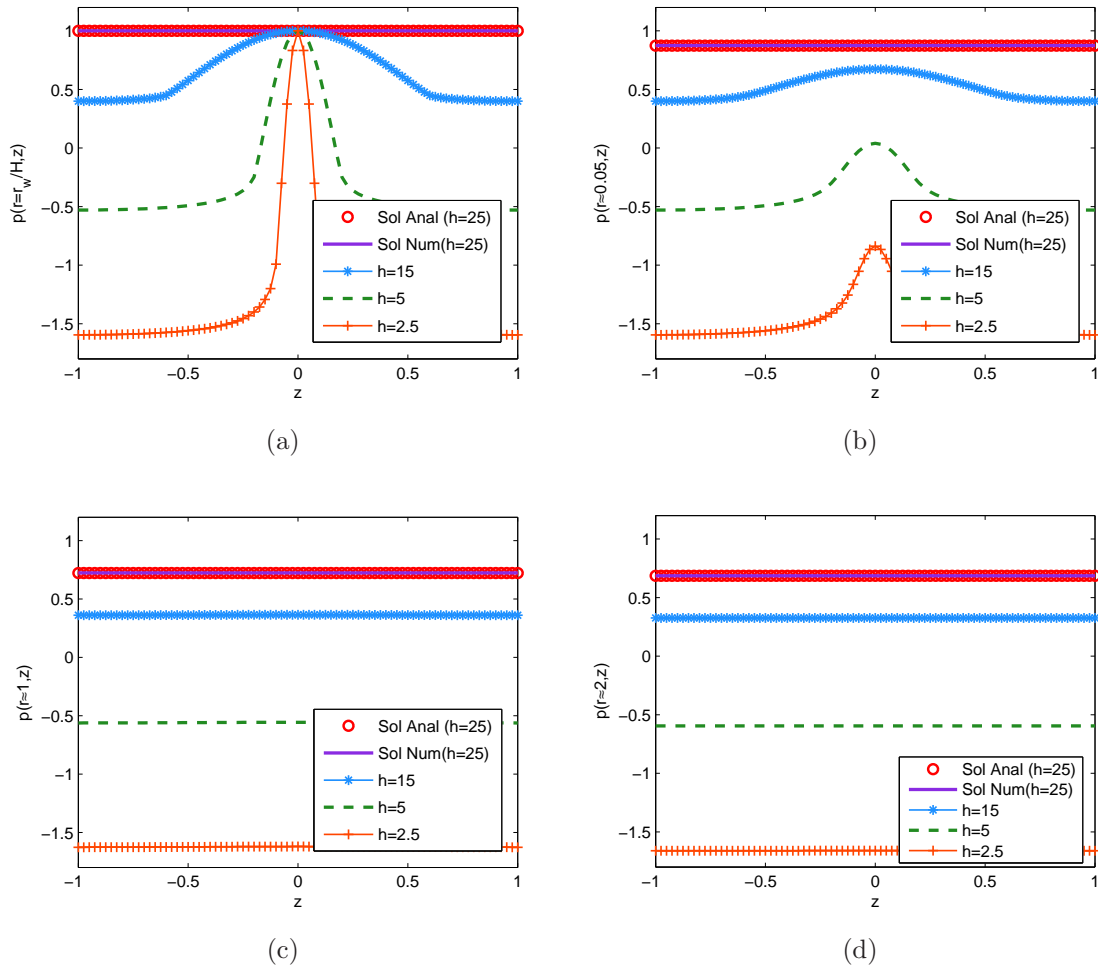 1
0.5
0
−0.5
−1
−1.5
p(r=r_w/H,z)
Sol Anal (h=25)
Sol Num(h=25)
h=15
h=5
h=2.5
−1 −0.5 0 0.5 1
z
(a)
1
0.5
0
−0.5
−1
−1.5
p(r≈0.05,z)
Sol Anal (h=25)
Sol Num(h=25)
h=15
h=5
h=2.5
−1 −0.5 0 0.5 1
z
(b)
1
0.5
0
−0.5
−1
−1.5
p(r≈1,z)
Sol Anal (h=25)
Sol Num(h=25)
h=15
h=5
h=2.5
−1 −0.5 0 0.5 1
z
(c)
1
0.5
0
−0.5
−1
−1.5
p(r≈2,z)
Sol Anal (h=25)
Sol Num(h=25)
h=15
h=5
h=2.5
−1 −0.5 0 0.5 1
z
(d)